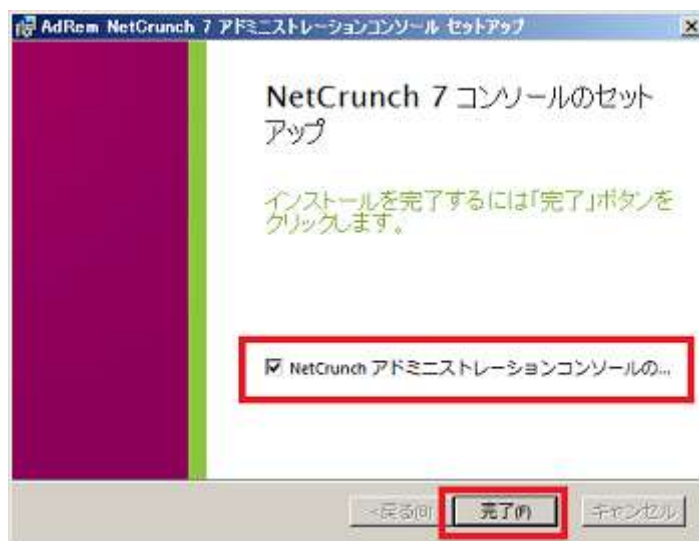 AdRem NetCrunch 7 アドミニストレーションコンソール セットアップ
NetCrunch 7 コンソールのセット
アップ
インストールを完了するには「完了」ボタンを
クリックします。
NetCrunch アドミニストレーションコンソールの...
<戻る(B)
完了(F)
キャンセル